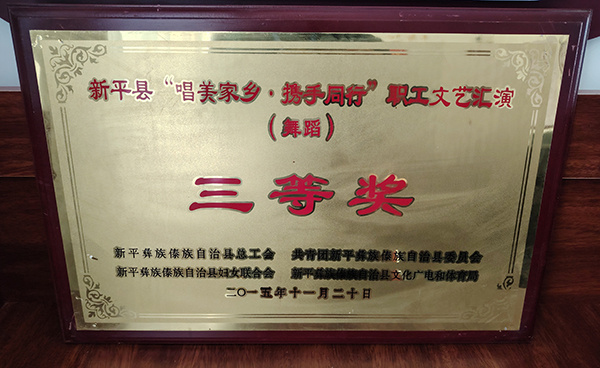 新平县“唱美家乡·携手同行”职工文艺汇演
（舞蹈）
三等奖
新平彝族傣族自治县总工会 共青团新平彝族傣族自治县委员会
新平彝族傣族自治县妇女联合会 新平彝族傣族自治县文化广电和体育局
二〇一五年十一月二十日